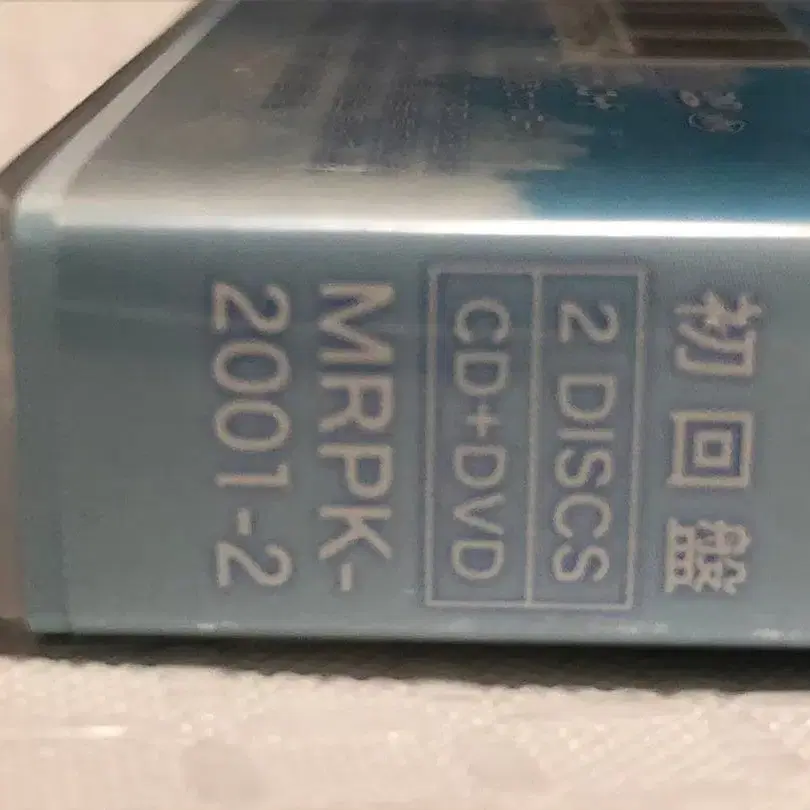 初回盤
2 DISCS
CD+DVD
MRPK-
2001-2